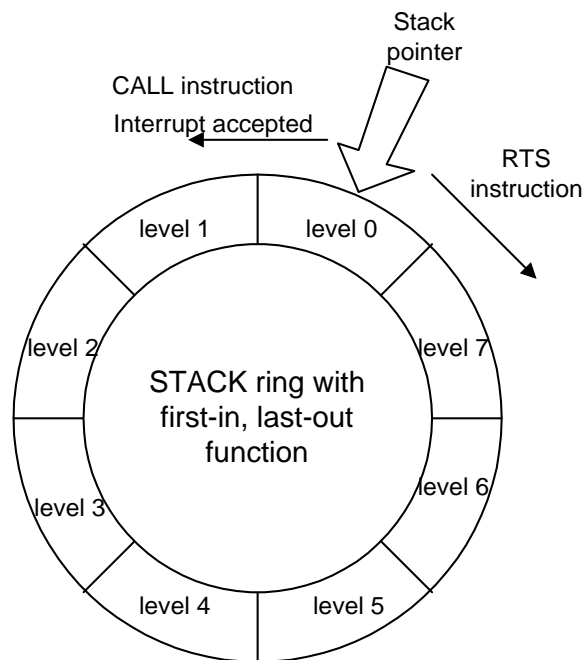 Stack
pointer
CALL instruction
Interrupt accepted
RTS
instruction
level 1
level 0
level 2
level 7
STACK ring with
first-in, last-out
function
level 3
level 6
level 4
level 5